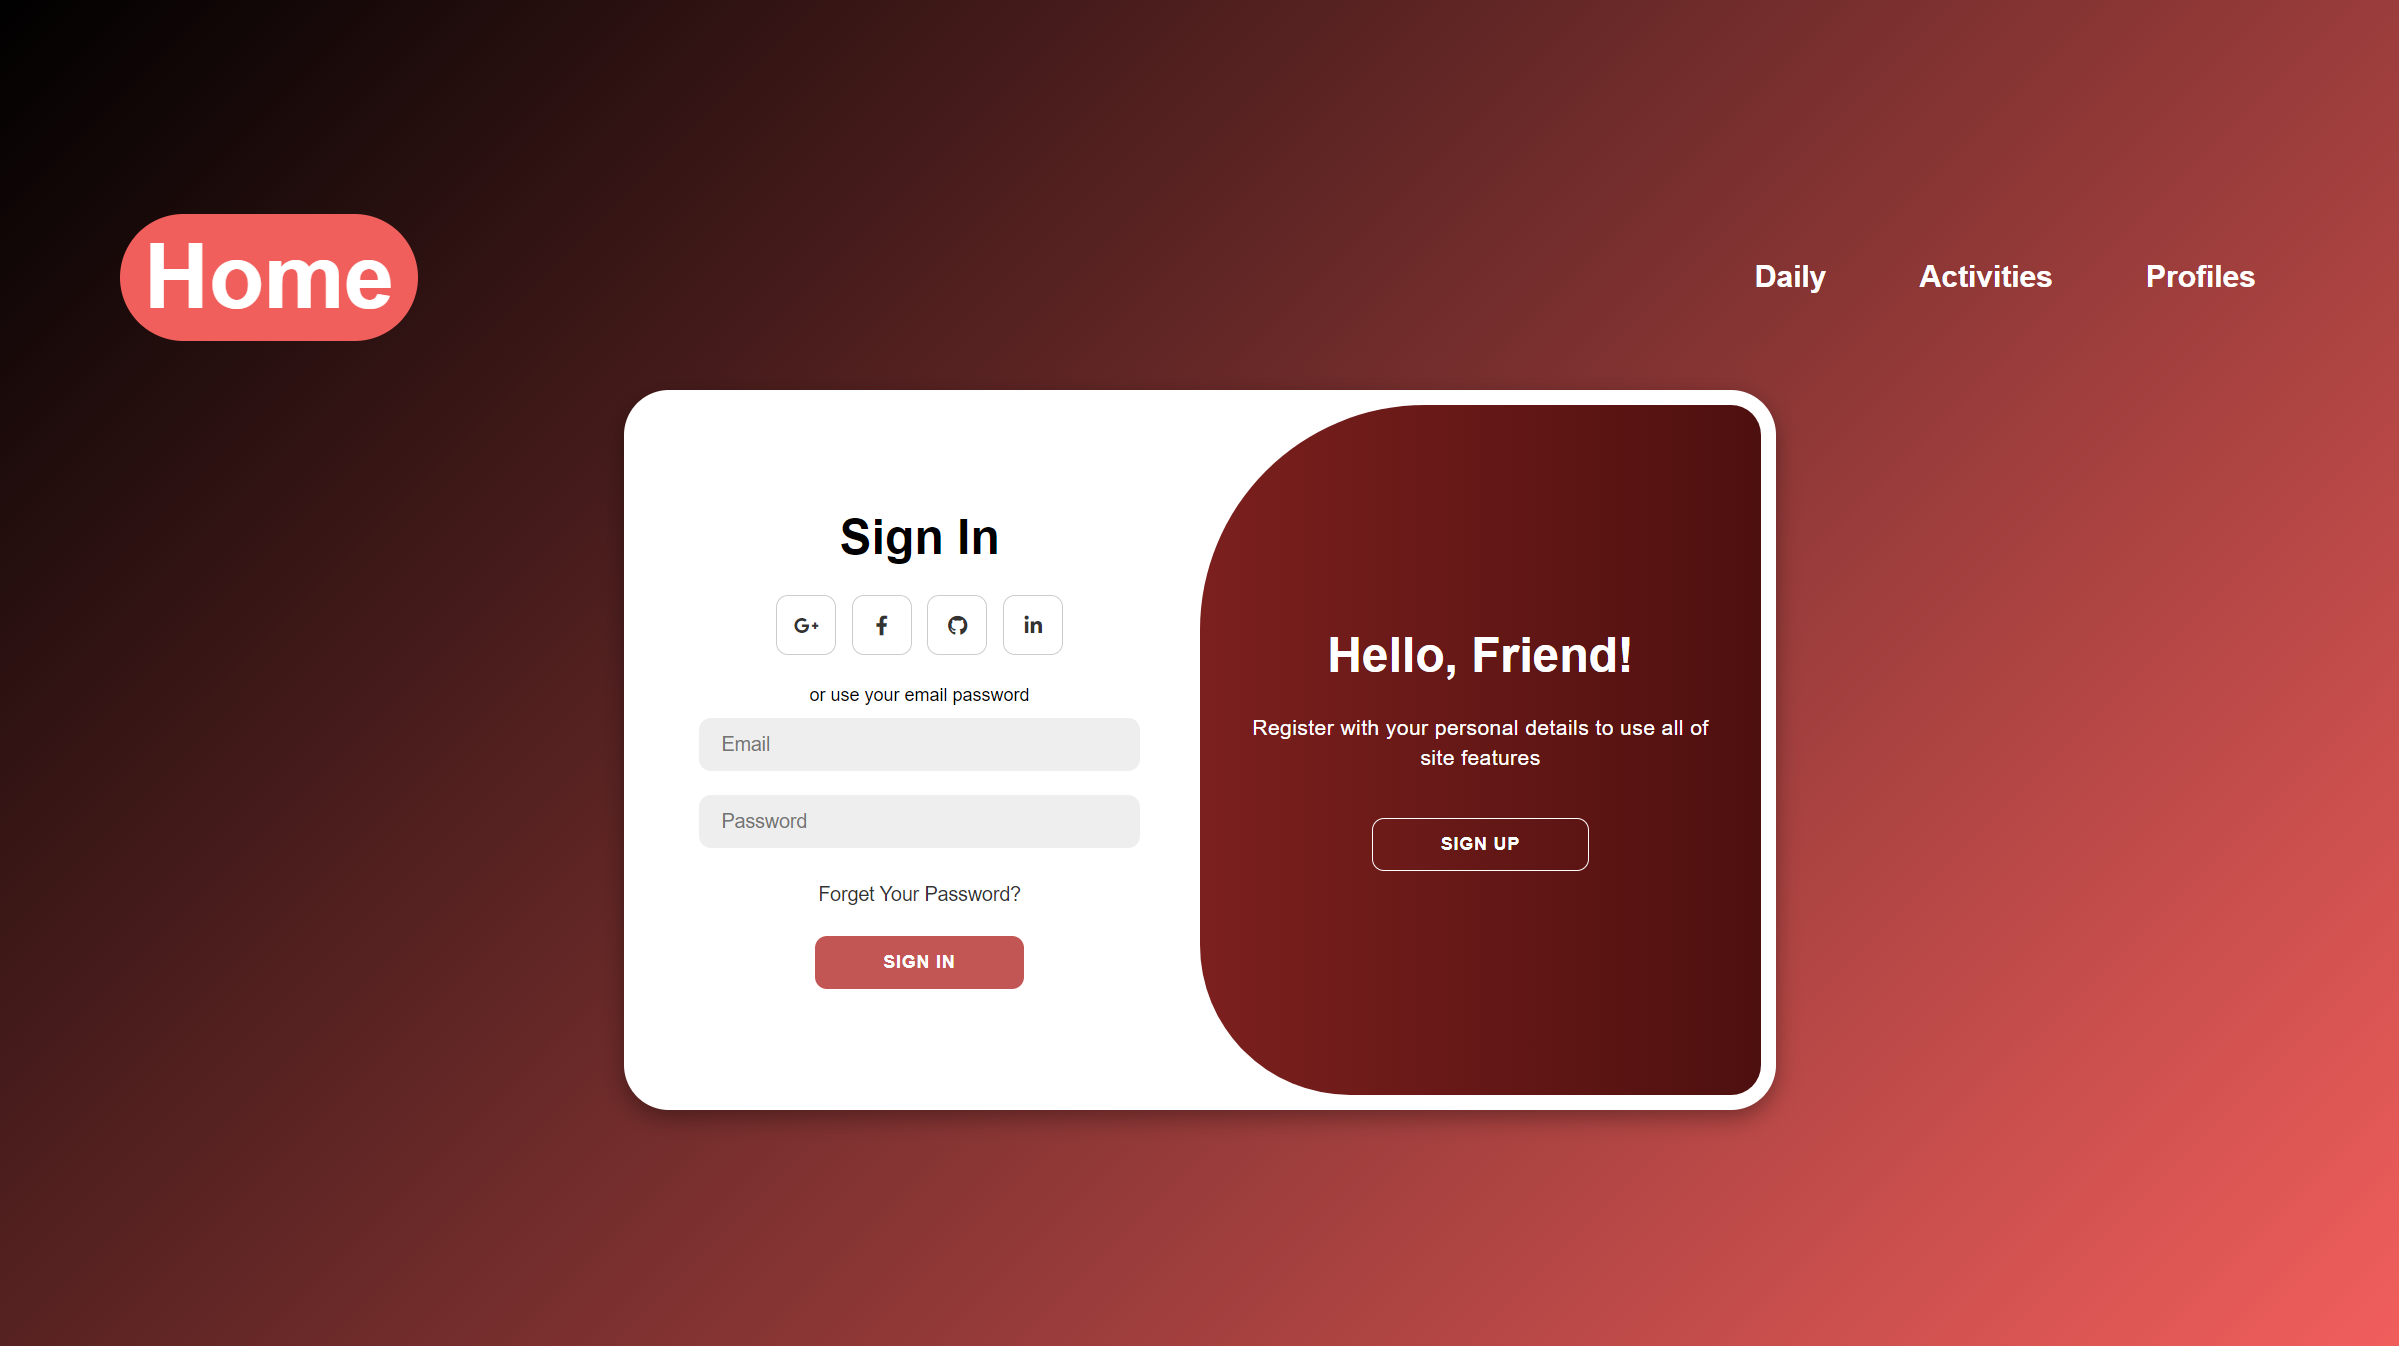 Home
Daily
Activities
Profiles
Sign In
G+
f
in
or use your email password
Email
Password
Forget Your Password?
SIGN IN
Hello, Friend!
Register with your personal details to use all of
site features
SIGN UP